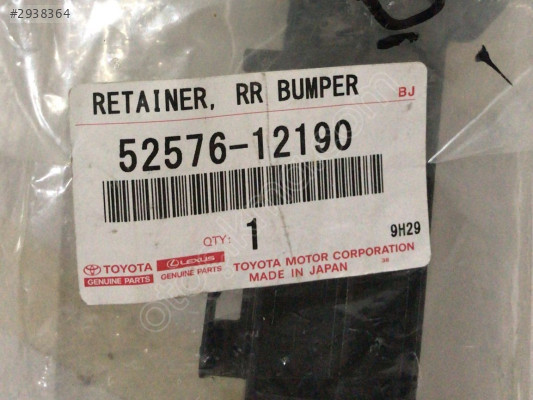 #2938364
RETAINER, RR BUMPER
BJ
52576-12190
QTY: 1
9H29
TOYOTA
GENUINE PARTS
LEXUS
GENUINE PARTS
TOYOTA MOTOR CORPORATION
MADE IN JAPAN
38